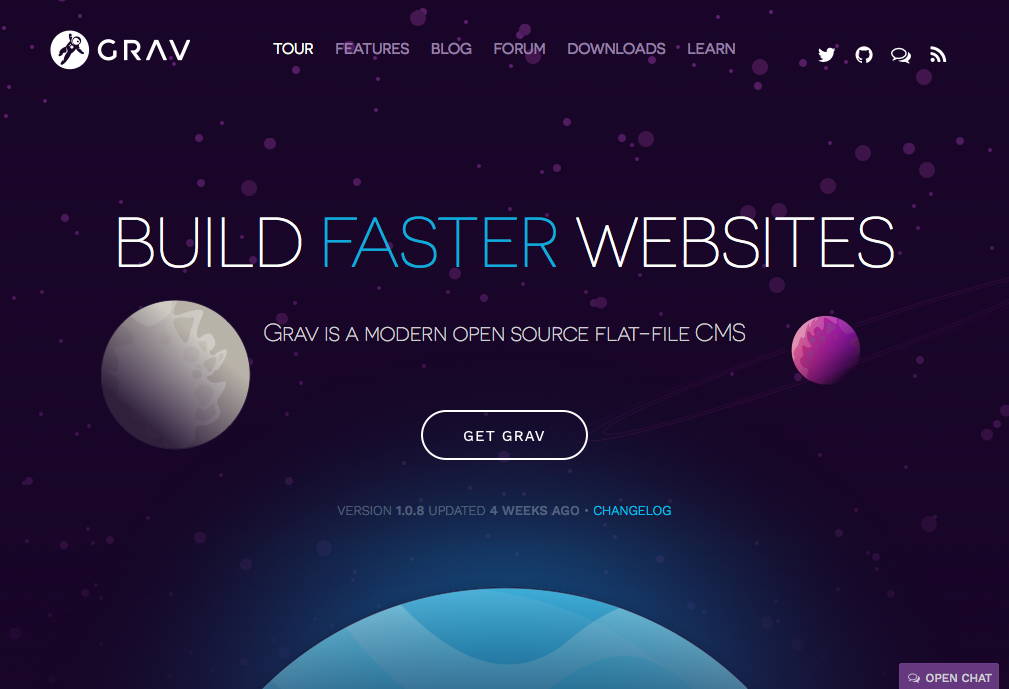 GRAV
TOUR FEATURES BLOG FORUM DOWNLOADS LEARN
BUILD FASTER WEBSITES
GRAV IS A MODERN OPEN SOURCE FLAT-FILE CMS
GET GRAV
VERSION 1.0.8 UPDATED 4 WEEKS AGO • CHANGELOG
OPEN CHAT